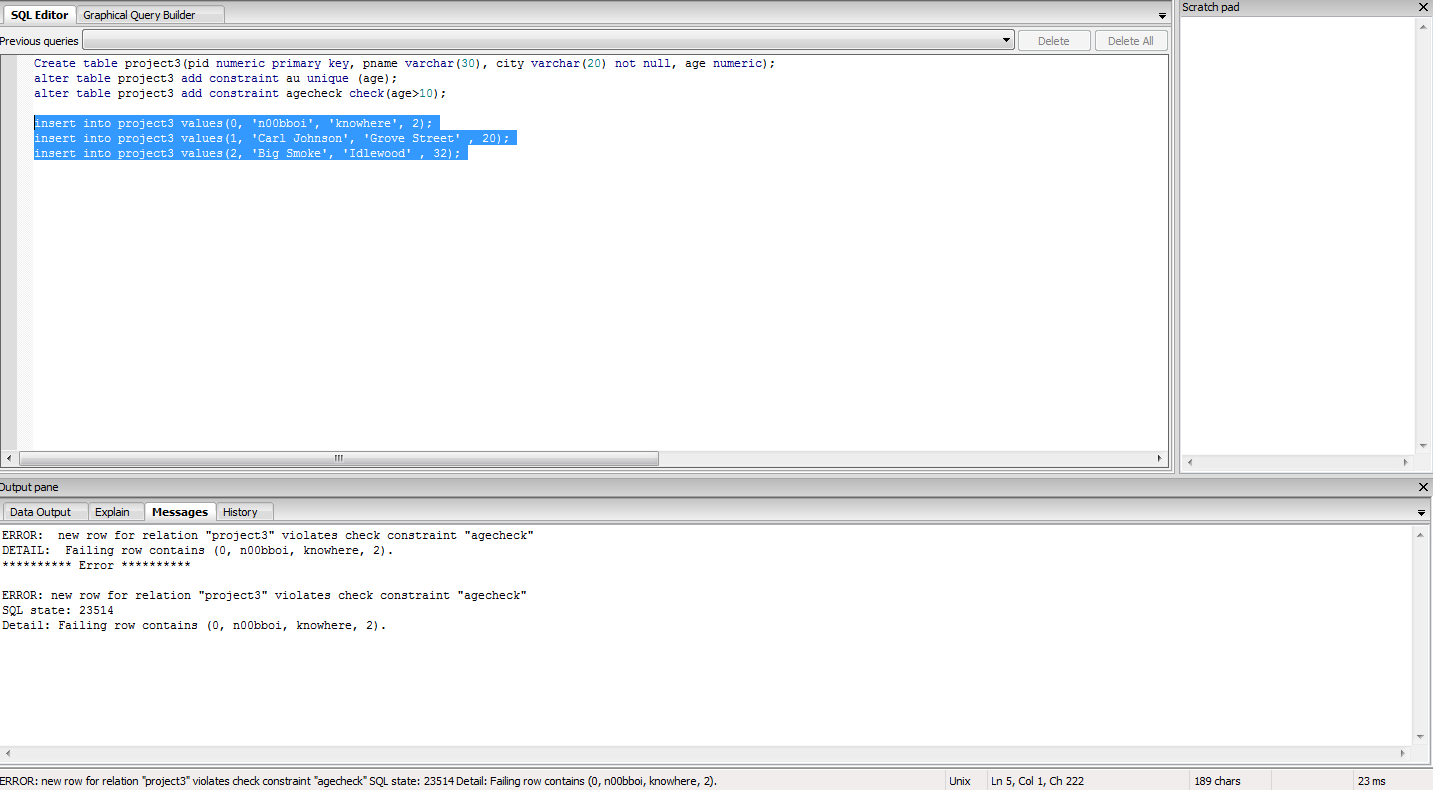 SQL Editor Graphical Query Builder
Previous queries Delete Delete All
Create table project3(pid numeric primary key, pname varchar(30), city varchar(20) not null, age numeric);
alter table project3 add constraint au unique (age);
alter table project3 add constraint agecheck check(age>10);
insert into project3 values(0, 'n00bboi', 'knowhere', 2);
insert into project3 values(1, 'Carl Johnson', 'Grove Street' , 20);
insert into project3 values(2, 'Big Smoke', 'Idlewood' , 32);
Scratch pad
Output pane
Data Output Explain Messages History
ERROR:  new row for relation "project3" violates check constraint "agecheck"
DETAIL:  Failing row contains (0, n00bboi, knowhere, 2).
********** Error **********
ERROR: new row for relation "project3" violates check constraint "agecheck"
SQL state: 23514
Detail: Failing row contains (0, n00bboi, knowhere, 2).
ERROR: new row for relation "project3" violates check constraint "agecheck" SQL state: 23514 Detail: Failing row contains (0, n00bboi, knowhere, 2). Unix Ln 5, Col 1, Ch 222 189 chars 23 ms